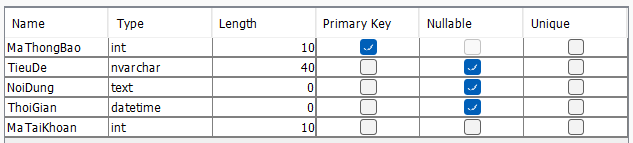 Name Type Length Primary Key Nullable Unique
MaThongBao int 10
TieuDe nvarchar 40
NoiDung text 0
ThoiGian datetime 0
MaTaiKhoan int 10